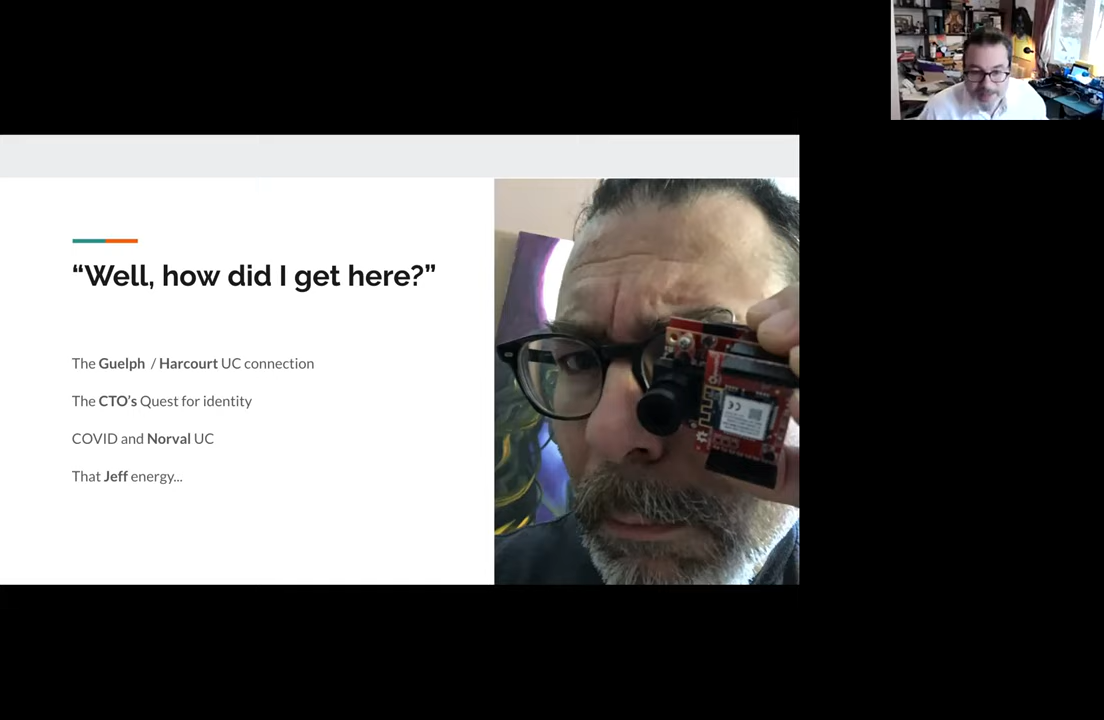 “Well, how did I get here?”
The Guelph / Harcourt UC connection
The CTO’s Quest for identity
COVID and Norval UC
That Jeff energy...